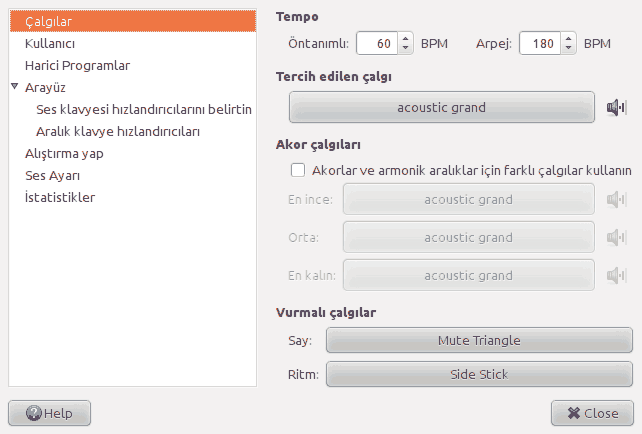 Çalgılar
Kullanıcı
Harici Programlar
Arayüz
Ses klavyesi hızlandırıcılarını belirtin
Aralık klavye hızlandırıcıları
Alıştırma yap
Ses Ayarı
İstatistikler
Tempo
Öntanımlı: 60 BPM Arpej: 180 BPM
Tercih edilen çalgı
acoustic grand
Akor çalgıları
Akorlar ve armonik aralıklar için farklı çalgılar kullanın
En ince: acoustic grand
Orta: acoustic grand
En kalın: acoustic grand
Vurmalı çalgılar
Say: Mute Triangle
Ritm: Side Stick
Help
Close